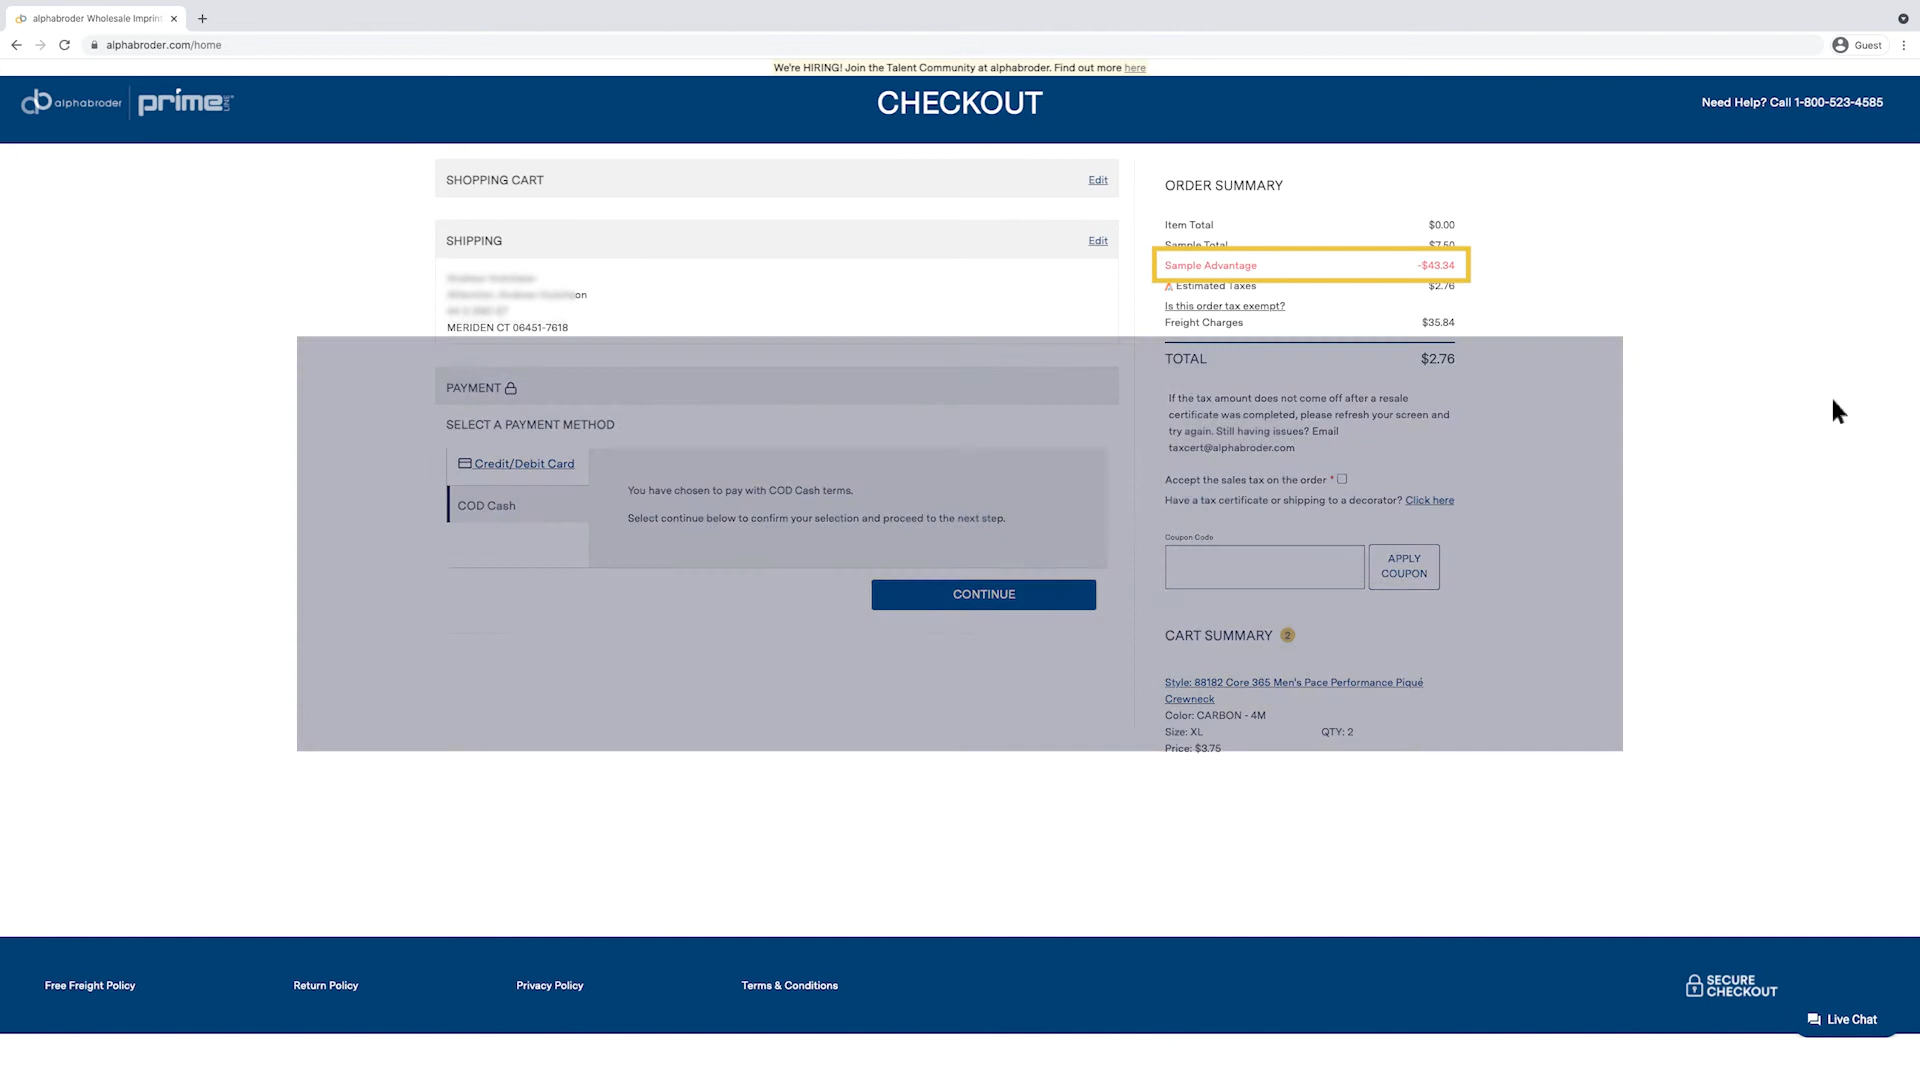 alphabroder Wholesale Imprint
alphabroder.com/home
Guest
We're HIRING! Join the Talent Community at alphabroder. Find out more here
alphabroder
prime
LINE
CHECKOUT
Need Help? Call 1-800-523-4585
SHOPPING CART
Edit
SHIPPING
Edit
on
MERIDEN CT 06451-7618
PAYMENT
SELECT A PAYMENT METHOD
Credit/Debit Card
COD Cash
You have chosen to pay with COD Cash terms.
Select continue below to confirm your selection and proceed to the next step.
CONTINUE
ORDER SUMMARY
Item Total $0.00
Sample Total $7.50
Sample Advantage -$43.34
Estimated Taxes $2.76
Is this order tax exempt?
Freight Charges $35.84
TOTAL $2.76
If the tax amount does not come off after a resale
certificate was completed, please refresh your screen and
try again. Still having issues? Email
taxcert@alphabroder.com
Accept the sales tax on the order *
Have a tax certificate or shipping to a decorator? Click here
Coupon Code
APPLY
COUPON
CART SUMMARY 2
Style: 88182 Core 365 Men's Pace Performance Piqué
Crewneck
Color: CARBON - 4M
Size: XL QTY: 2
Price: $3.75
Free Freight Policy
Return Policy
Privacy Policy
Terms & Conditions
SECURE
CHECKOUT
Live Chat